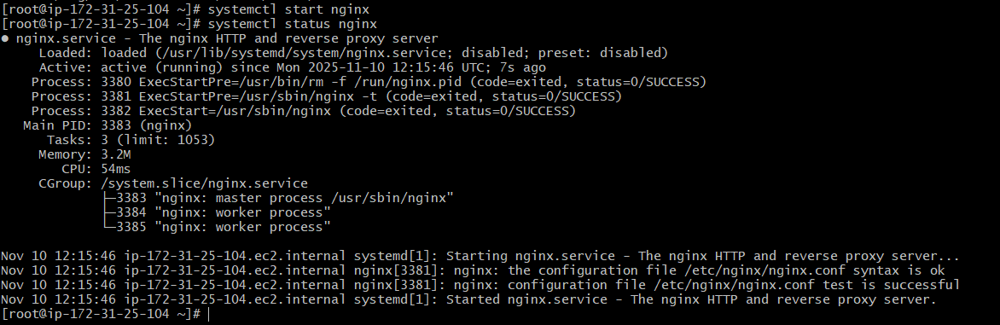 [root@ip-172-31-25-104 ~]# systemctl start nginx
[root@ip-172-31-25-104 ~]# systemctl status nginx
● nginx.service - The nginx HTTP and reverse proxy server
     Loaded: loaded (/usr/lib/systemd/system/nginx.service; disabled; preset: disabled)
     Active: active (running) since Mon 2025-11-10 12:15:46 UTC; 7s ago
    Process: 3380 ExecStartPre=/usr/bin/rm -f /run/nginx.pid (code=exited, status=0/SUCCESS)
    Process: 3381 ExecStartPre=/usr/sbin/nginx -t (code=exited, status=0/SUCCESS)
    Process: 3382 ExecStart=/usr/sbin/nginx (code=exited, status=0/SUCCESS)
   Main PID: 3383 (nginx)
      Tasks: 3 (limit: 1053)
     Memory: 3.2M
        CPU: 54ms
     CGroup: /system.slice/nginx.service
             ├─3383 "nginx: master process /usr/sbin/nginx"
             ├─3384 "nginx: worker process"
             └─3385 "nginx: worker process"
Nov 10 12:15:46 ip-172-31-25-104.ec2.internal systemd[1]: Starting nginx.service - The nginx HTTP and reverse proxy server...
Nov 10 12:15:46 ip-172-31-25-104.ec2.internal nginx[3381]: nginx: the configuration file /etc/nginx/nginx.conf syntax is ok
Nov 10 12:15:46 ip-172-31-25-104.ec2.internal nginx[3381]: nginx: configuration file /etc/nginx/nginx.conf test is successful
Nov 10 12:15:46 ip-172-31-25-104.ec2.internal systemd[1]: Started nginx.service - The nginx HTTP and reverse proxy server.
[root@ip-172-31-25-104 ~]#